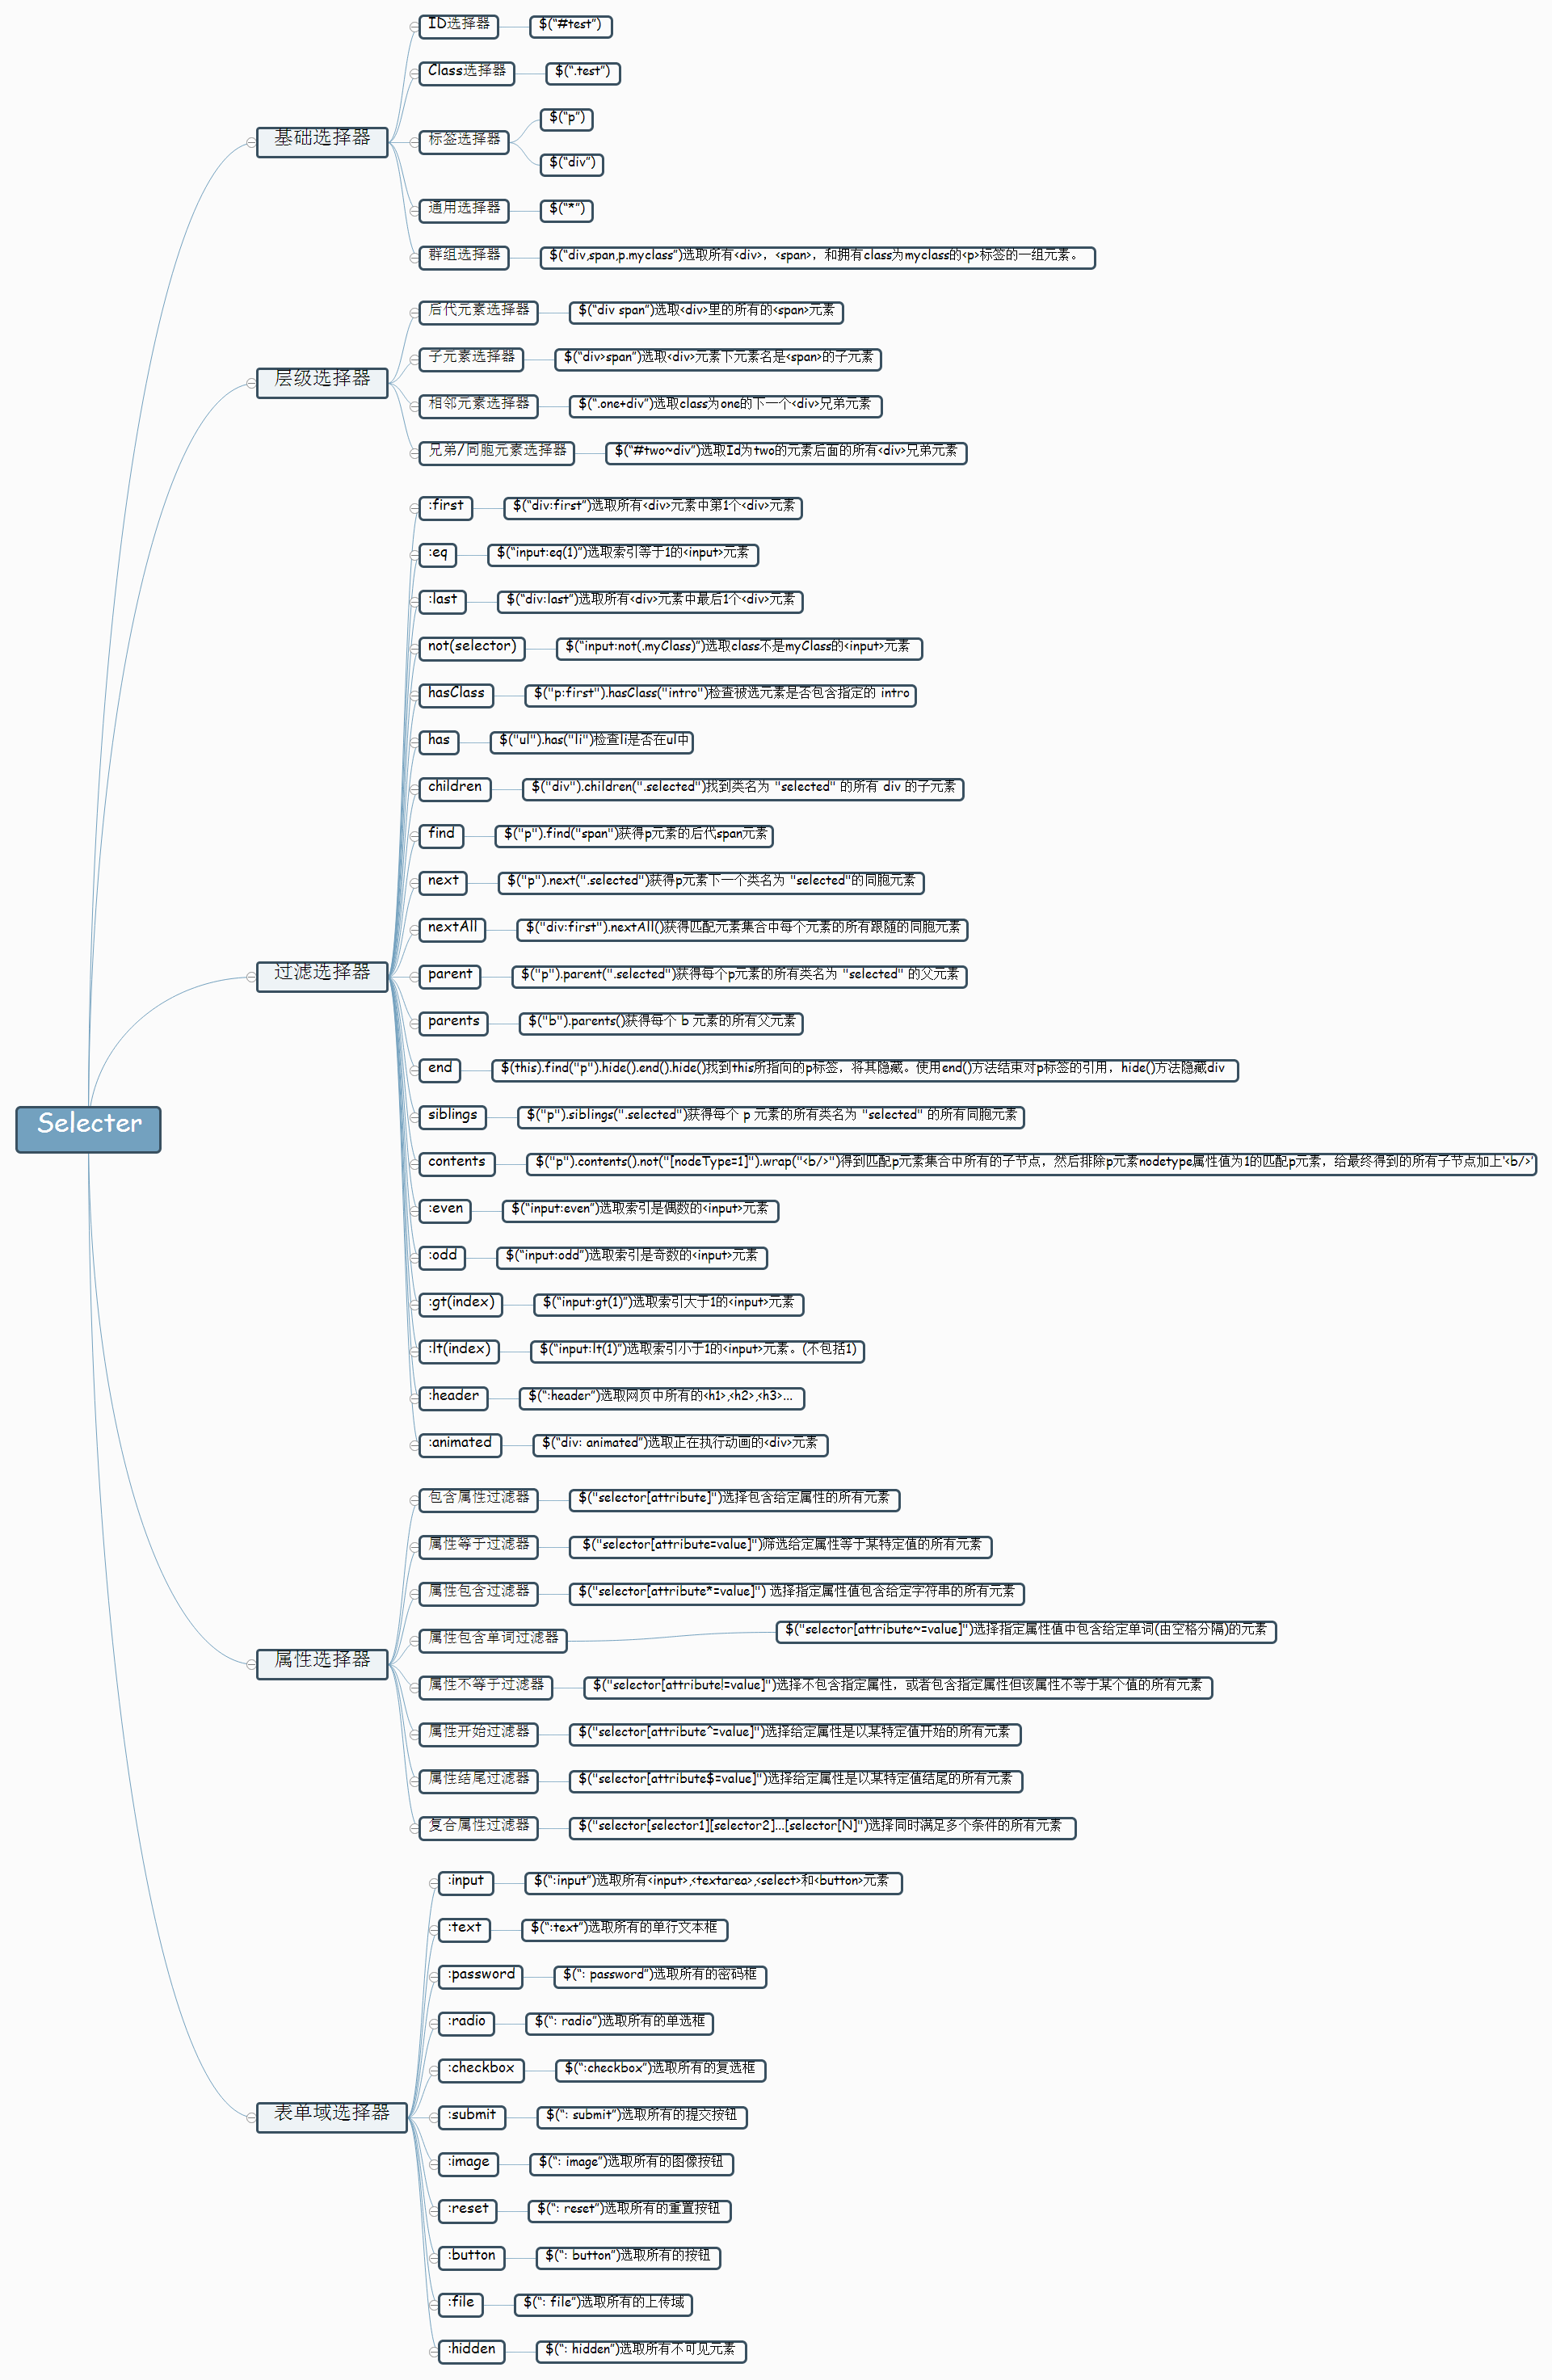 Selecter
基础选择器
ID选择器
$(“#test”)
Class选择器
$(“.test”)
标签选择器
$(“p”)
$(“div”)
通用选择器
$(“*”)
群组选择器
$(“div,span,p.myclass”)选取所有<div>，<span>，和拥有class为myclass的<p>标签的一组元素。
层级选择器
后代元素选择器
$(“div span”)选取<div>里的所有的<span>元素
子元素选择器
$(“div>span”)选取<div>元素下元素名是<span>的子元素
相邻元素选择器
$(“.one+div”)选取class为one的下一个<div>兄弟元素
兄弟/同胞元素选择器
$(“#two~div”)选取Id为two的元素后面的所有<div>兄弟元素
过滤选择器
:first
$(“div:first”)选取所有<div>元素中第1个<div>元素
:eq
$(“input:eq(1)”)选取索引等于1的<input>元素
:last
$(“div:last”)选取所有<div>元素中最后1个<div>元素
not(selector)
$(“input:not(.myClass)”)选取class不是myClass的<input>元素
hasClass
$("p:first").hasClass("intro")检查被选元素是否包含指定的 intro
has
$("ul").has("li")检查li是否在ul中
children
$("div").children(".selected")找到类名为 "selected" 的所有 div 的子元素
find
$("p").find("span")获得p元素的后代span元素
next
$("p").next(".selected")获得p元素下一个类名为 "selected"的同胞元素
nextAll
$("div:first").nextAll()获得匹配元素集合中每个元素的所有跟随的同胞元素
parent
$("p").parent(".selected")获得每个p元素的所有类名为 "selected" 的父元素
parents
$("b").parents()获得每个 b 元素的所有父元素
end
$(this).find("p").hide().end().hide()找到this所指向的p标签，将其隐藏。使用end()方法结束对p标签的引用，hide()方法隐藏div
siblings
$("p").siblings(".selected")获得每个 p 元素的所有类名为 "selected" 的所有同胞元素
contents
$("p").contents().not("[nodeType=1]").wrap("<b/>")得到匹配p元素集合中所有的子节点，然后排除p元素nodetype属性值为1的匹配p元素，给最终得到的所有子节点加上'<b/>'
:even
$(“input:even”)选取索引是偶数的<input>元素
:odd
$(“input:odd”)选取索引是奇数的<input>元素
:gt(index)
$(“input:gt(1)”)选取索引大于1的<input>元素
:lt(index)
$(“input:lt(1)”)选取索引小于1的<input>元素。(不包括1)
:header
$(“:header”)选取网页中所有的<h1>,<h2>,<h3>...
:animated
$(“div: animated”)选取正在执行动画的<div>元素
属性选择器
包含属性过滤器
$("selector[attribute]")选择包含给定属性的所有元素
属性等于过滤器
$("selector[attribute=value]")筛选给定属性等于某特定值的所有元素
属性包含过滤器
$("selector[attribute*=value]") 选择指定属性值包含给定字符串的所有元素
属性包含单词过滤器
$("selector[attribute~=value]")选择指定属性值中包含给定单词(由空格分隔)的元素
属性不等于过滤器
$("selector[attribute!=value]")选择不包含指定属性，或者包含指定属性但该属性不等于某个值的所有元素
属性开始过滤器
$("selector[attribute^=value]")选择给定属性是以某特定值开始的所有元素
属性结尾过滤器
$("selector[attribute$=value]")选择给定属性是以某特定值结尾的所有元素
复合属性过滤器
$("selector[selector1][selector2]...[selector[N]")选择同时满足多个条件的所有元素
表单域选择器
:input
$(“:input”)选取所有<input>,<textarea>,<select>和<button>元素
:text
$(“:text”)选取所有的单行文本框
:password
$(“: password”)选取所有的密码框
:radio
$(“: radio”)选取所有的单选框
:checkbox
$(“:checkbox”)选取所有的复选框
:submit
$(“: submit”)选取所有的提交按钮
:image
$(“: image”)选取所有的图像按钮
:reset
$(“: reset”)选取所有的重置按钮
:button
$(“: button”)选取所有的按钮
:file
$(“: file”)选取所有的上传域
:hidden
$(“: hidden”)选取所有不可见元素